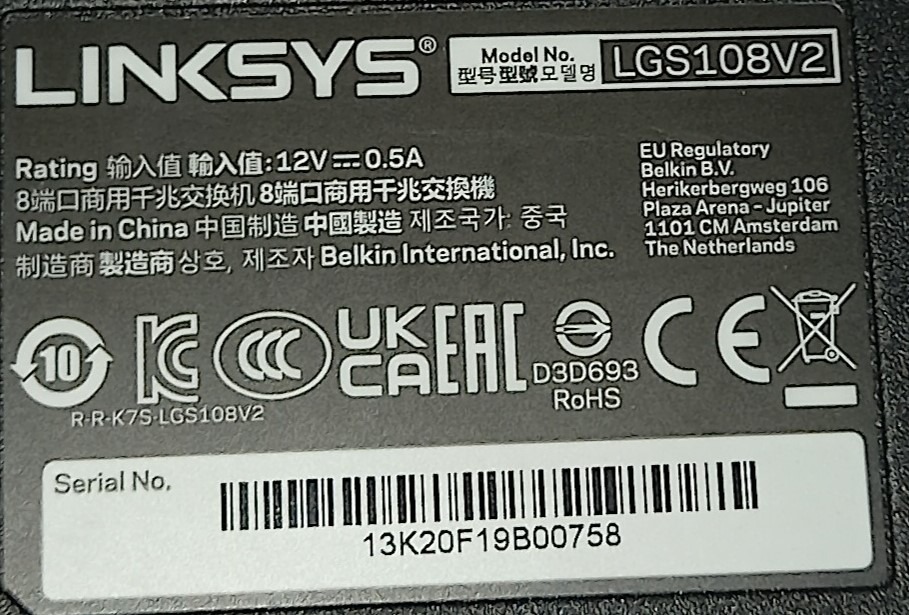 LINKSYS®
Model No.
型号 型號 모델명
LGS108V2
Rating 输入值 輸入值: 12V⎓0.5A
8端口商用千兆交换机 8端口商用千兆交換機
Made in China 中国制造 中國製造 제조국가: 중국
制造商 製造商 상호, 제조자 Belkin International, Inc.
EU Regulatory
Belkin B.V.
Herikerbergweg 106
Plaza Arena - Jupiter
1101 CM Amsterdam
The Netherlands
10
KC
CCC
UK
CA
EAC
D3D693
RoHS
CE
R-R-K7S-LGS108V2
Serial No.
13K20F19B00758